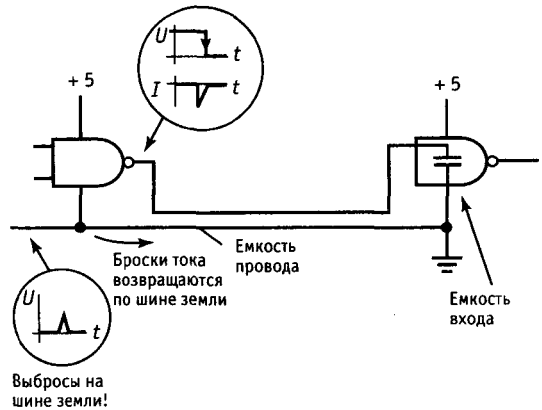 U
t
I
t
+ 5
+ 5
Броски тока
возвращаются
по шине земли
Емкость
провода
Емкость
входа
U
t
Выбросы на
шине земли!